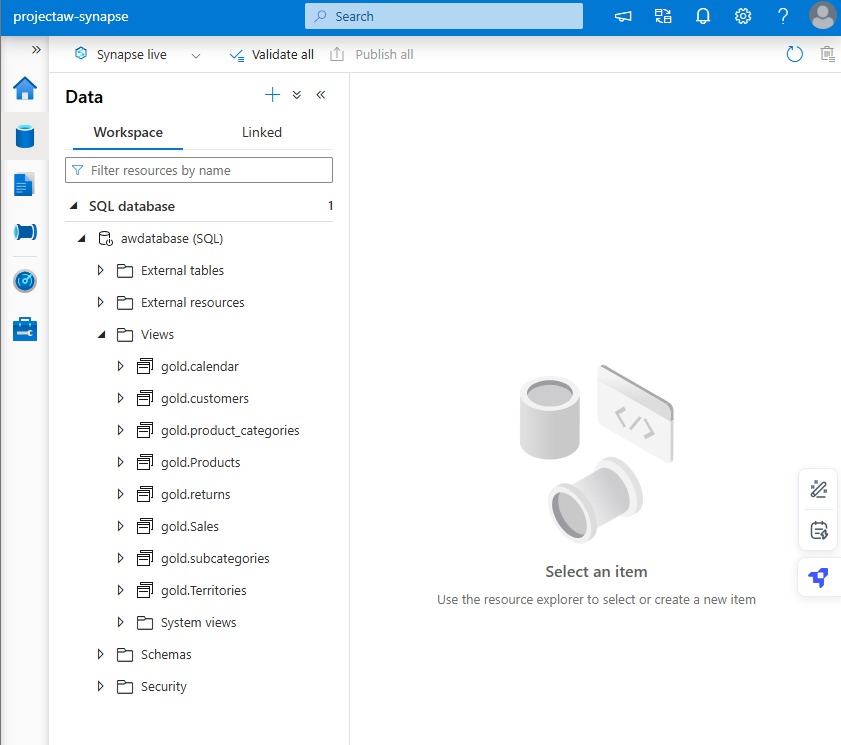 projectaw-synapse
Search
Synapse live
Validate all
Publish all
Data
Workspace
Linked
Filter resources by name
SQL database 1
awdatabase (SQL)
External tables
External resources
Views
gold.calendar
gold.customers
gold.product_categories
gold.Products
gold.returns
gold.Sales
gold.subcategories
gold.Territories
System views
Schemas
Security
Select an item
Use the resource explorer to select or create a new item